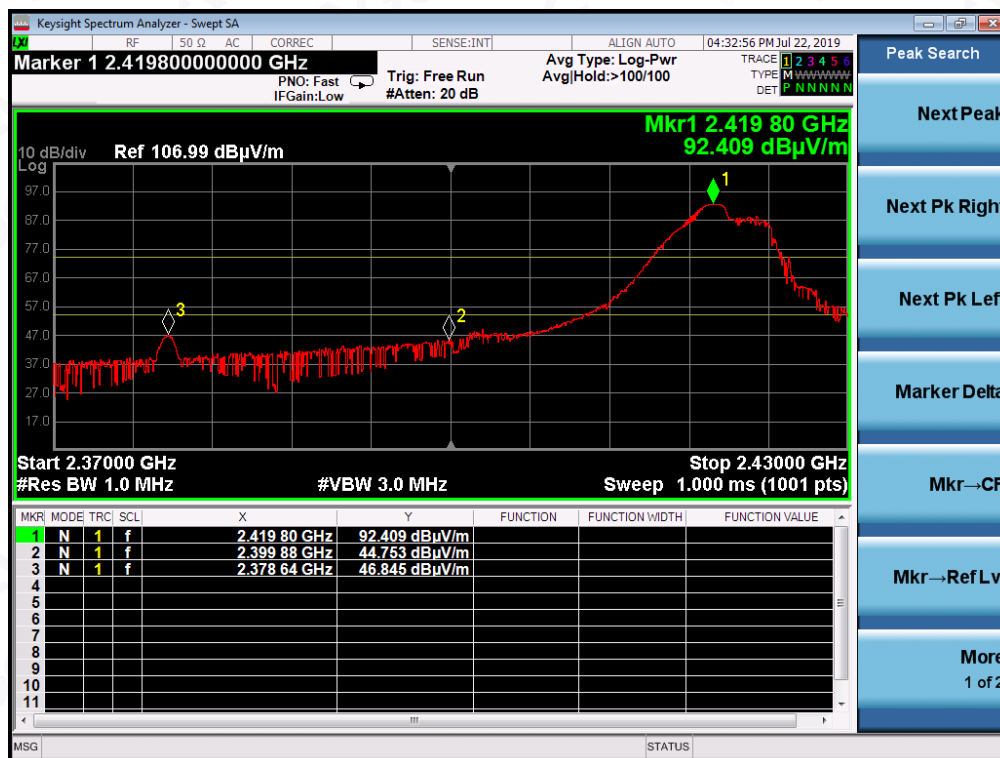 Keysight Spectrum Analyzer - Swept SA
LXI RF 50 Ω AC CORREC SENSE:INT ALIGN AUTO 04:32:56 PM Jul 22, 2019
Marker 1 2.419800000000 GHz
PNO: Fast
IFGain:Low
Trig: Free Run
#Atten: 20 dB
Avg Type: Log-Pwr
Avg|Hold:>100/100
TRACE 1 2 3 4 5 6
TYPE M WWWWW
DET P N N N N N
Mkr1 2.419 80 GHz
92.409 dBµV/m
10 dB/div Ref 106.99 dBµV/m
Log
97.0
87.0
77.0
67.0
57.0
47.0
37.0
27.0
17.0
1
2
3
Start 2.37000 GHz Stop 2.43000 GHz
#Res BW 1.0 MHz #VBW 3.0 MHz Sweep 1.000 ms (1001 pts)
MKR MODE TRC SCL X Y FUNCTION FUNCTION WIDTH FUNCTION VALUE
1 N 1 f 2.419 80 GHz 92.409 dBµV/m
2 N 1 f 2.399 88 GHz 44.753 dBµV/m
3 N 1 f 2.378 64 GHz 46.845 dBµV/m
4
5
6
7
8
9
10
11
MSG STATUS
Peak Search
Next Peak
Next Pk Right
Next Pk Left
Marker Delta
Mkr→CF
Mkr→Ref Lv
More
1 of 2